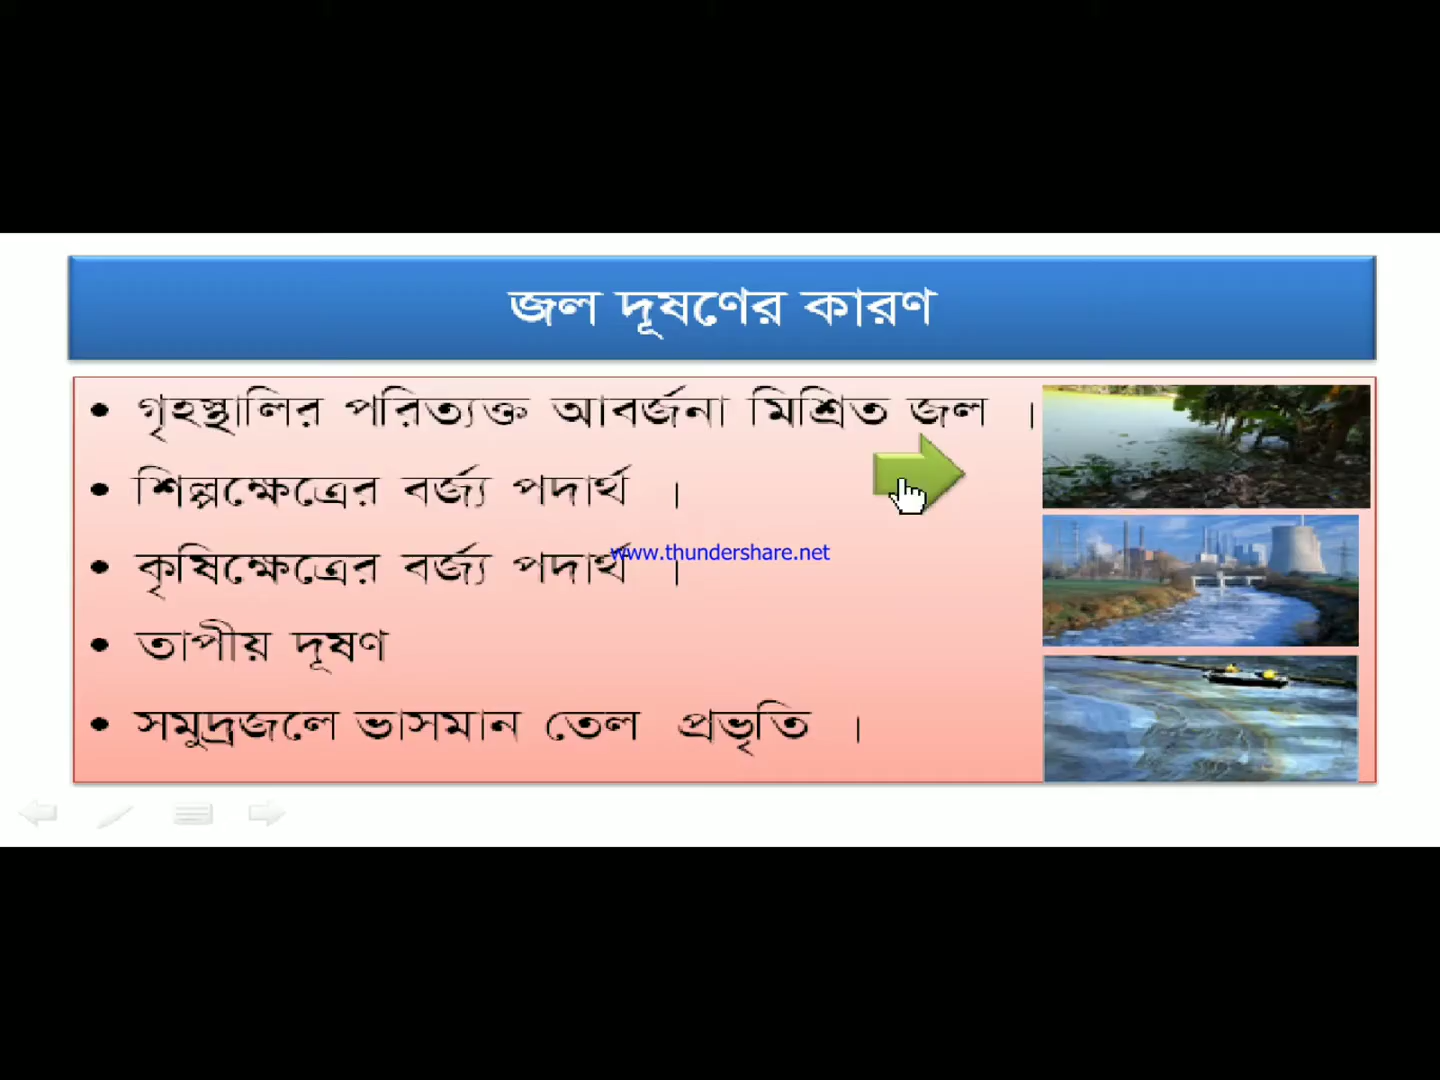 জল দূষণের কারণ
• গৃহস্থালির পরিত্যক্ত আবর্জনা মিশ্রিত জল ।
• শিল্পক্ষেত্রের বর্জ্য পদার্থ ।
• কৃষিক্ষেত্রের বর্জ্য পদার্থ ।
www.thundershare.net
• তাপীয় দূষণ
• সমুদ্রজলে ভাসমান তেল প্রভৃতি ।